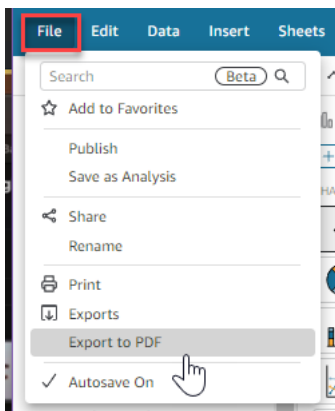 File Edit Data Insert Sheets
Search Beta
Add to Favorites
Publish
Save as Analysis
Share
Rename
Print
Exports
Export to PDF
Autosave On